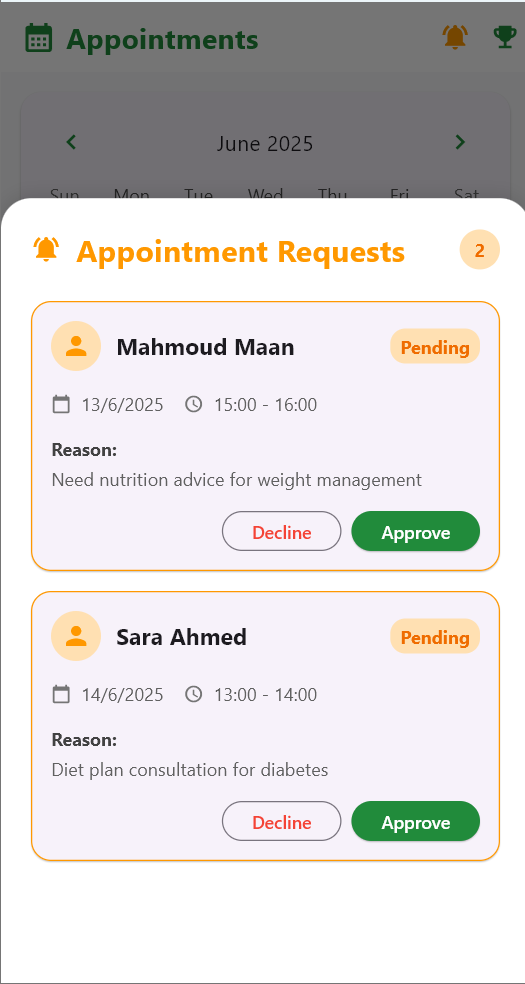 Appointments
June 2025
Sun Mon Tue Wed Thu Fri Sat
Appointment Requests 2
Mahmoud Maan Pending
13/6/2025 15:00 - 16:00
Reason:
Need nutrition advice for weight management
Decline Approve
Sara Ahmed Pending
14/6/2025 13:00 - 14:00
Reason:
Diet plan consultation for diabetes
Decline Approve